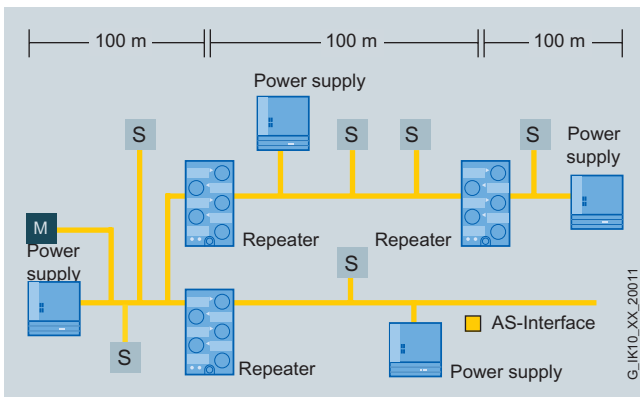 100 m
100 m
100 m
Power supply
S
S
S
S
Power
supply
M
Power
supply
Repeater
Repeater
S
S
AS-Interface
Repeater
Power supply
G_IK10_XX_20011